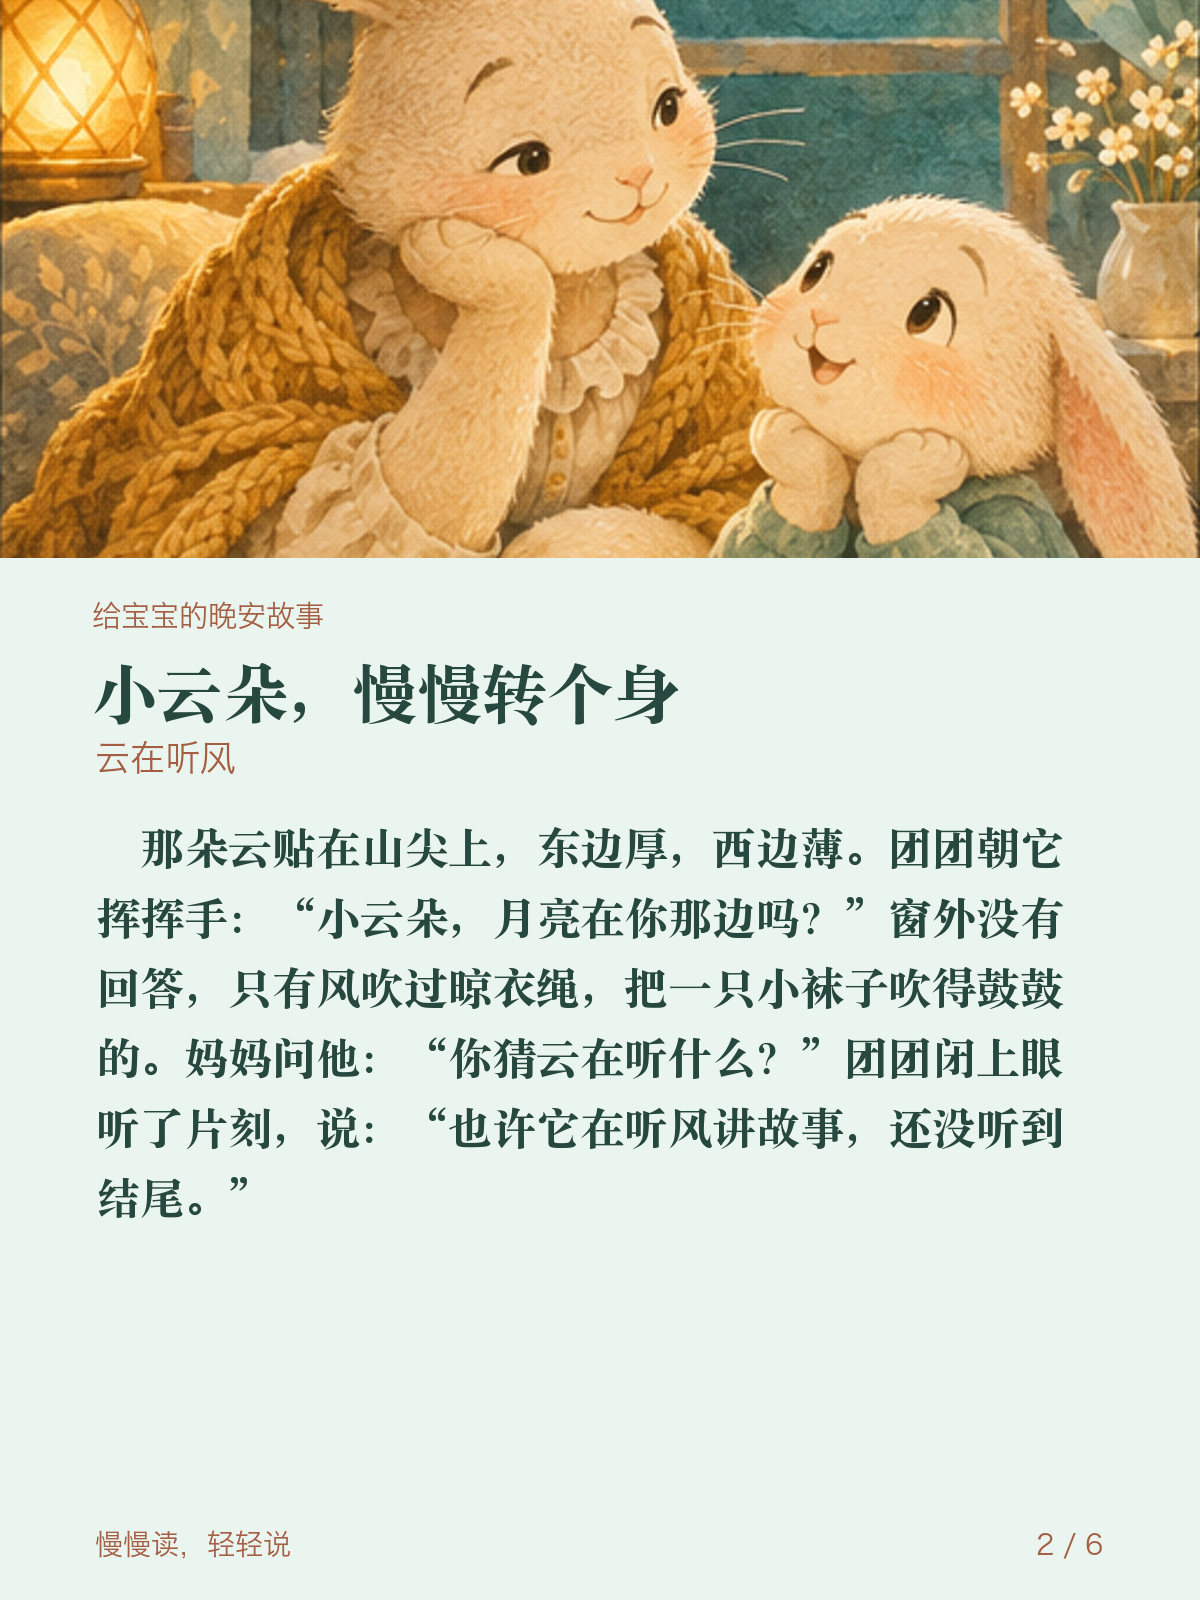 给宝宝的晚安故事
小云朵，慢慢转个身
云在听风
那朵云贴在山尖上，东边厚，西边薄。团团朝它
挥挥手：“小云朵，月亮在你那边吗？”窗外没有
回答，只有风吹过晾衣绳，把一只小袜子吹得鼓鼓
的。妈妈问他：“你猜云在听什么？”团团闭上眼
听了片刻，说：“也许它在听风讲故事，还没听到
结尾。”
慢慢读，轻轻说
2 / 6